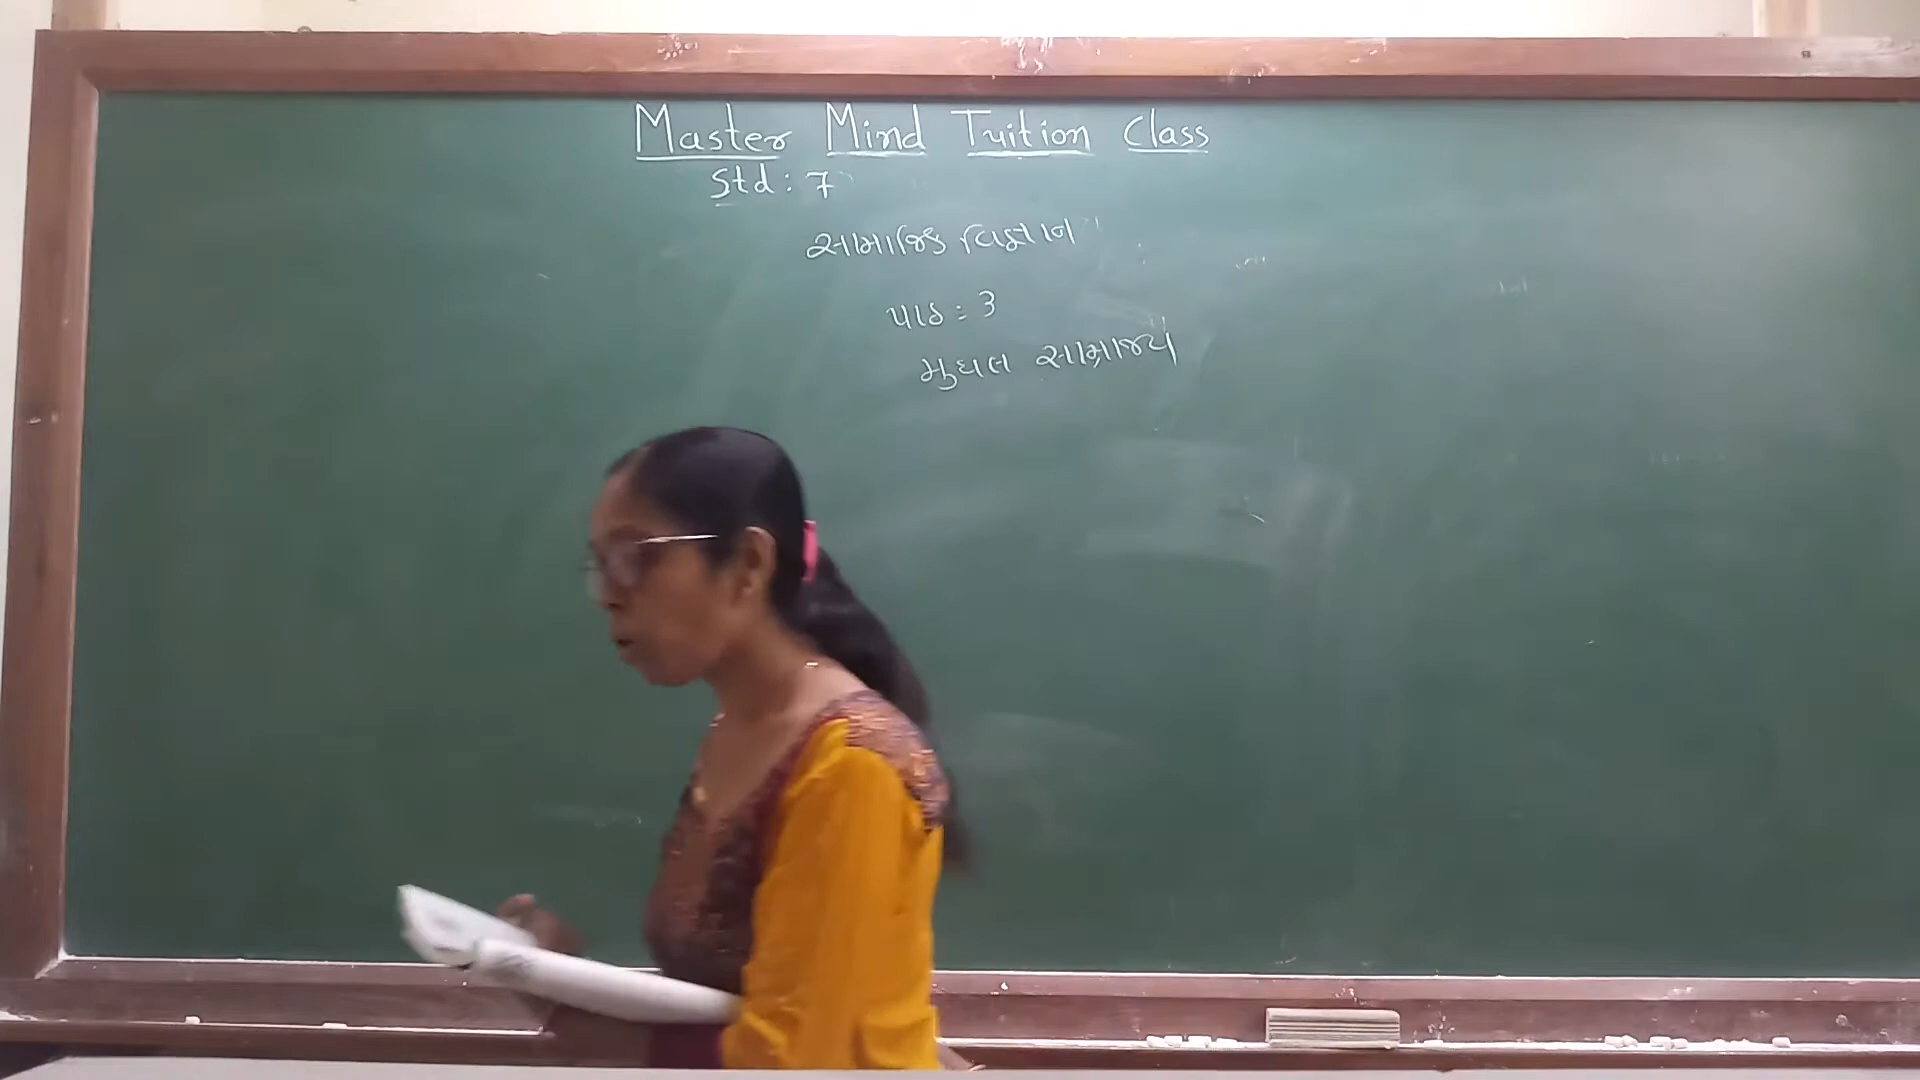 Master Mind Tuition Class
Std : 7
સામાજિક વિજ્ઞાન
પાઠ : 3
મુઘલ સામ્રાજ્ય